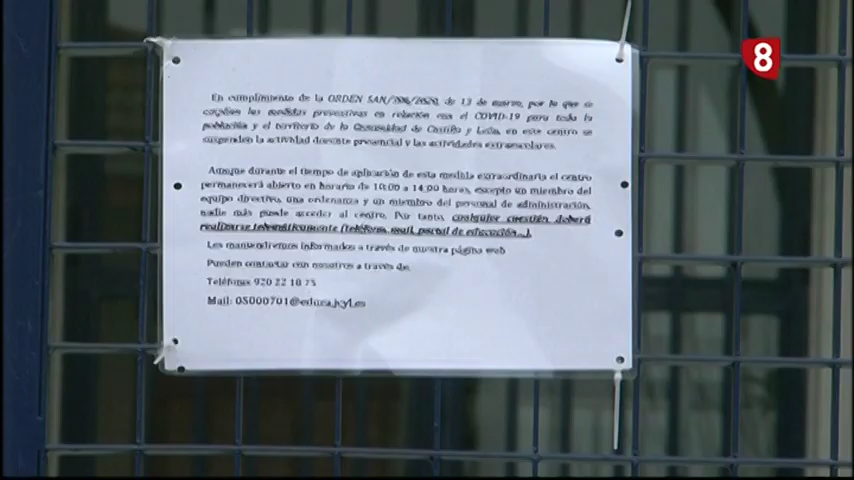 8
En cumplimiento de la ORDEN SAN/306/2020, de 13 de marzo, por la que se
medidas preventivas en relación con el COVID-19 para toda la
población y el territorio de la Comunidad de Castilla y León, en este centro se
suspenden la actividad docente presencial y las actividades extraescolares.
Aunque durante el tiempo de aplicación de esta medida extraordinaria el centro
permanecerá abierto en horario de 10:00 a 14:00 horas, excepto un miembro del
equipo directivo, una ordenanza y un miembro del personal de administración,
nadie más puede acceder al centro. Por tanto, cualquier cuestión deberá
realizarse telemáticamente (teléfono, mail, portal de educación...).
Les mantendremos informados a través de nuestra página web
Pueden contactar con nosotros a través de:
Teléfono: 920 22 18 75
Mail: 05000701@educa.jcyl.es